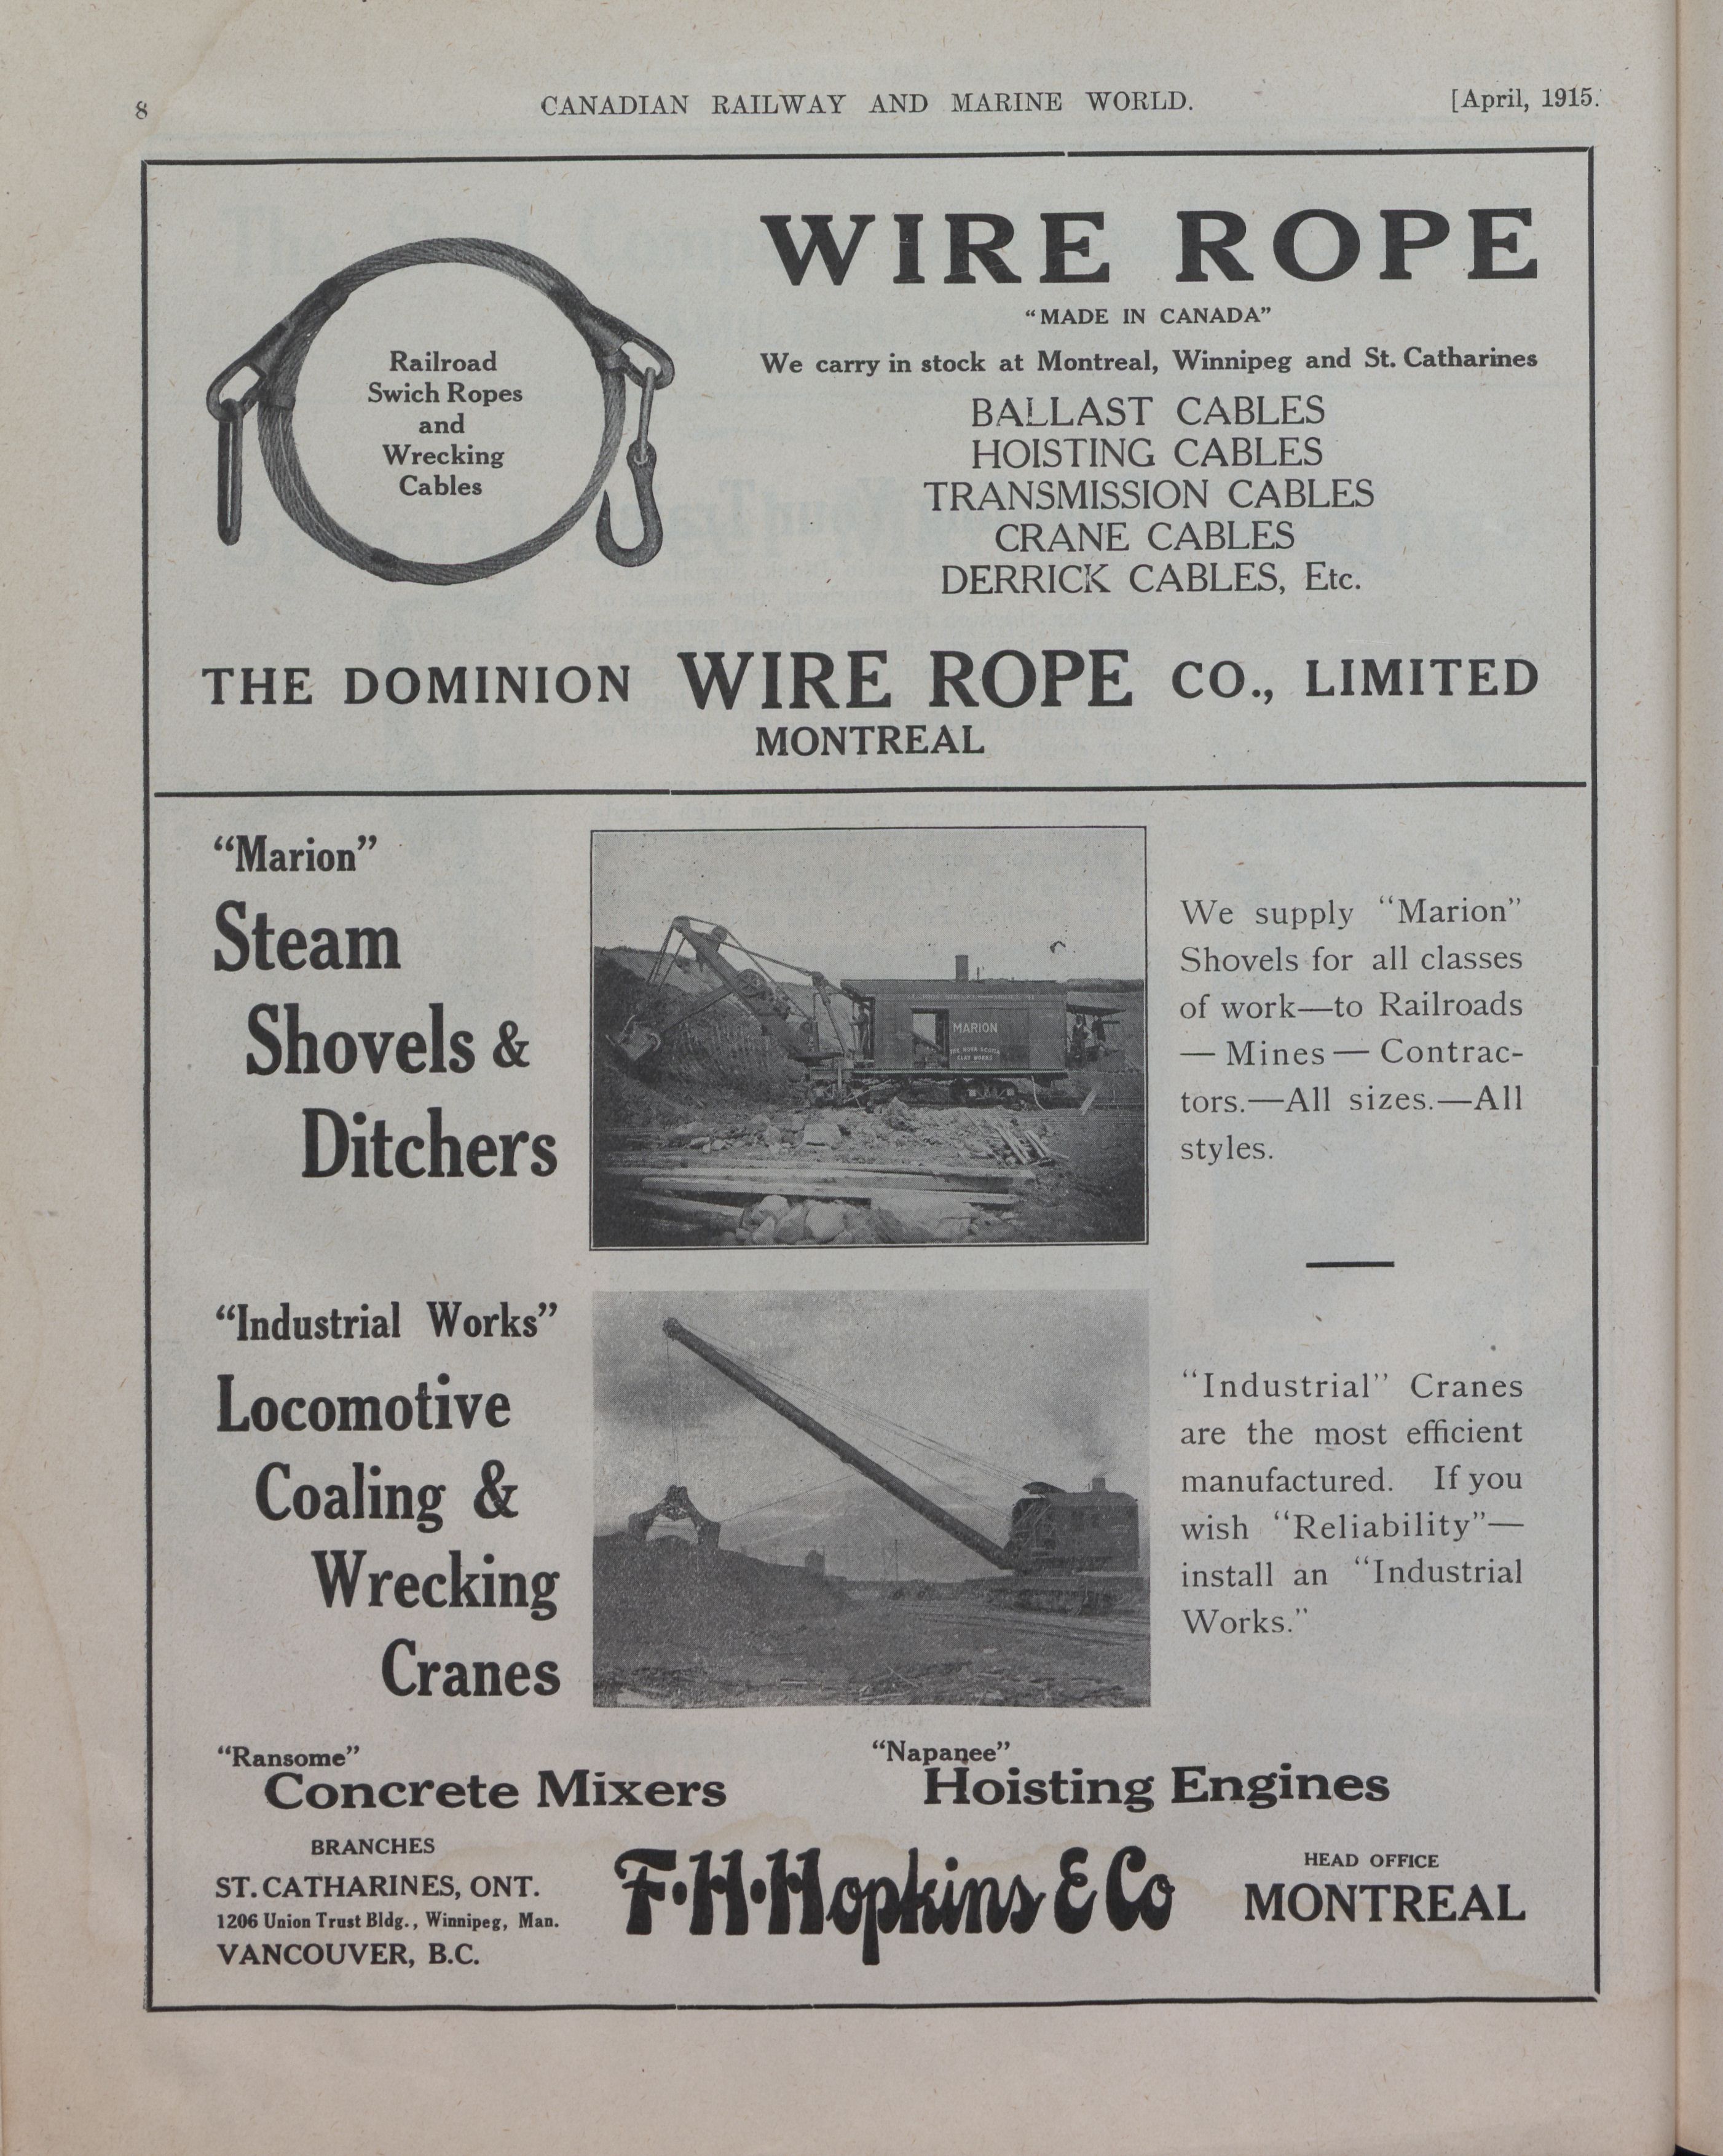 8
CANADIAN RAILWAY AND MARINE WORLD.
[April, 1915.
Railroad
Swich Ropes
and
Wrecking
Cables
WIRE ROPE
“MADE IN CANADA”
We carry in stock at Montreal, Winnipeg and St. Catharines
BALLAST CABLES
HOISTING CABLES
TRANSMISSION CABLES
CRANE CABLES
DERRICK CABLES, Etc.
THE DOMINION WIRE ROPE CO., LIMITED
MONTREAL
“Marion”
Steam
Shovels &
Ditchers
MARION
THE NOVA SCOTIA
CLAY WORKS
We supply “Marion”
Shovels for all classes
of work—to Railroads
— Mines — Contrac-
tors.—All sizes.—All
styles.
“Industrial Works”
Locomotive
Coaling &
Wrecking
Cranes
“Industrial” Cranes
are the most efficient
manufactured. If you
wish “Reliability”—
install an “Industrial
Works.”
“Ransome”
Concrete Mixers
“Napanee”
Hoisting Engines
BRANCHES
ST. CATHARINES, ONT.
1206 Union Trust Bldg., Winnipeg, Man.
VANCOUVER, B.C.
F·H·Hopkins & Co
HEAD OFFICE
MONTREAL